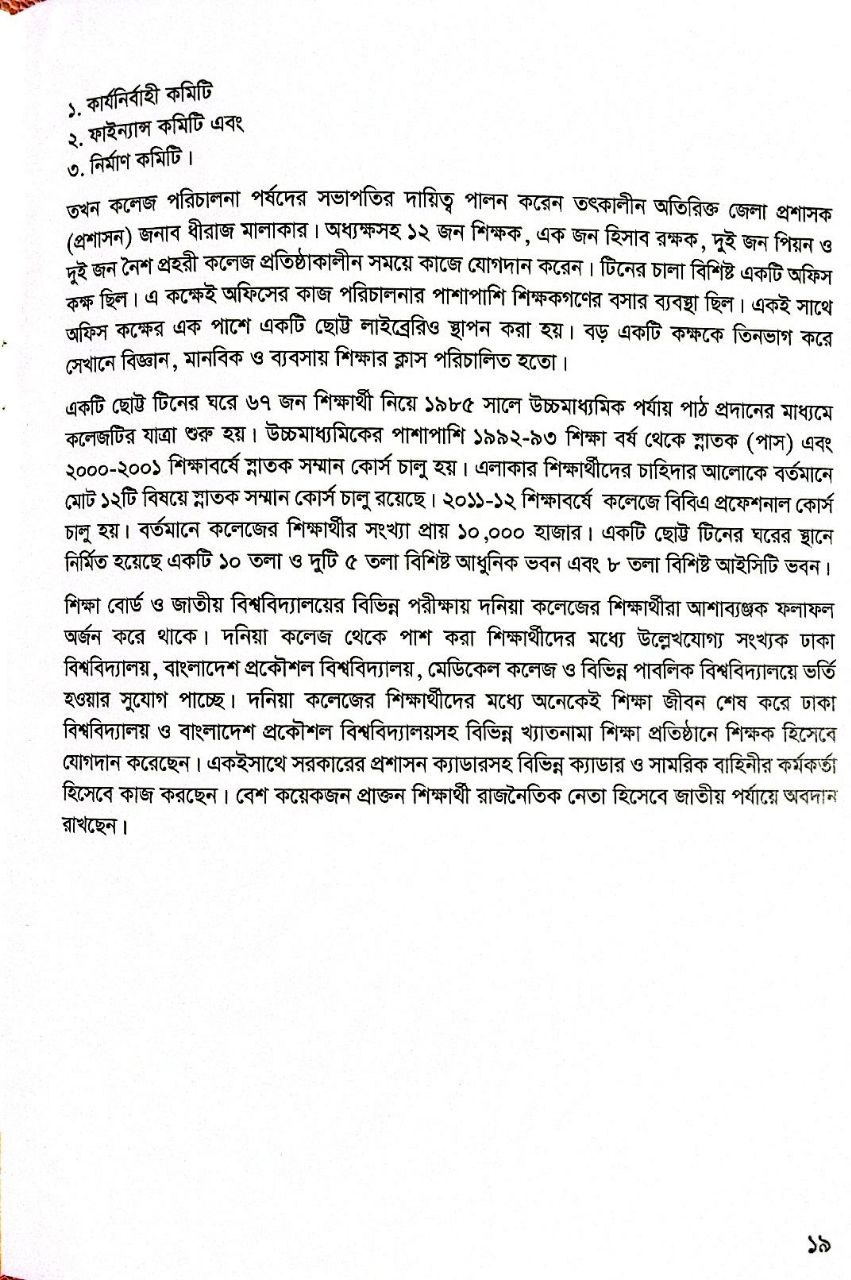 ১. কার্যনির্বাহী কমিটি
২. ফাইন্যান্স কমিটি এবং
৩. নির্মাণ কমিটি।
তখন কলেজ পরিচালনা পর্ষদের সভাপতির দায়িত্ব পালন করেন তৎকালীন অতিরিক্ত জেলা প্রশাসক
(প্রশাসন) জনাব ধীরাজ মালাকার। অধ্যক্ষসহ ১২ জন শিক্ষক, এক জন হিসাব রক্ষক, দুই জন পিয়ন ও
দুই জন নৈশ প্রহরী কলেজ প্রতিষ্ঠাকালীন সময়ে কাজে যোগদান করেন। টিনের চালা বিশিষ্ট একটি অফিস
কক্ষ ছিল। এ কক্ষেই অফিসের কাজ পরিচালনার পাশাপাশি শিক্ষকগণের বসার ব্যবস্থা ছিল। একই সাথে
অফিস কক্ষের এক পাশে একটি ছোট্ট লাইব্রেরিও স্থাপন করা হয়। বড় একটি কক্ষকে তিনভাগ করে
সেখানে বিজ্ঞান, মানবিক ও ব্যবসায় শিক্ষার ক্লাস পরিচালিত হতো।
একটি ছোট্ট টিনের ঘরে ৬৭ জন শিক্ষার্থী নিয়ে ১৯৮৫ সালে উচ্চমাধ্যমিক পর্যায় পাঠ প্রদানের মাধ্যমে
কলেজটির যাত্রা শুরু হয়। উচ্চমাধ্যমিকের পাশাপাশি ১৯৯২-৯৩ শিক্ষা বর্ষ থেকে স্নাতক (পাস) এবং
২০০০-২০০১ শিক্ষাবর্ষে স্নাতক সম্মান কোর্স চালু হয়। এলাকার শিক্ষার্থীদের চাহিদার আলোকে বর্তমানে
মোট ১২টি বিষয়ে স্নাতক সম্মান কোর্স চালু রয়েছে। ২০১১-১২ শিক্ষাবর্ষে কলেজে বিবিএ প্রফেশনাল কোর্স
চালু হয়। বর্তমানে কলেজের শিক্ষার্থীর সংখ্যা প্রায় ১০,০০০ হাজার। একটি ছোট্ট টিনের ঘরের স্থানে
নির্মিত হয়েছে একটি ১০ তলা ও দুটি ৫ তলা বিশিষ্ট আধুনিক ভবন এবং ৮ তলা বিশিষ্ট আইসিটি ভবন।
শিক্ষা বোর্ড ও জাতীয় বিশ্ববিদ্যালয়ের বিভিন্ন পরীক্ষায় দনিয়া কলেজের শিক্ষার্থীরা আশাব্যঞ্জক ফলাফল
অর্জন করে থাকে। দনিয়া কলেজ থেকে পাশ করা শিক্ষার্থীদের মধ্যে উল্লেখযোগ্য সংখ্যক ঢাকা
বিশ্ববিদ্যালয়, বাংলাদেশ প্রকৌশল বিশ্ববিদ্যালয়, মেডিকেল কলেজ ও বিভিন্ন পাবলিক বিশ্ববিদ্যালয়ে ভর্তি
হওয়ার সুযোগ পাচ্ছে। দনিয়া কলেজের শিক্ষার্থীদের মধ্যে অনেকেই শিক্ষা জীবন শেষ করে ঢাকা
বিশ্ববিদ্যালয় ও বাংলাদেশ প্রকৌশল বিশ্ববিদ্যালয়সহ বিভিন্ন খ্যাতনামা শিক্ষা প্রতিষ্ঠানে শিক্ষক হিসেবে
যোগদান করেছেন। একইসাথে সরকারের প্রশাসন ক্যাডারসহ বিভিন্ন ক্যাডার ও সামরিক বাহিনীর কর্মকর্তা
হিসেবে কাজ করছেন। বেশ কয়েকজন প্রাক্তন শিক্ষার্থী রাজনৈতিক নেতা হিসেবে জাতীয় পর্যায়ে অবদান
রাখছেন।
১৯